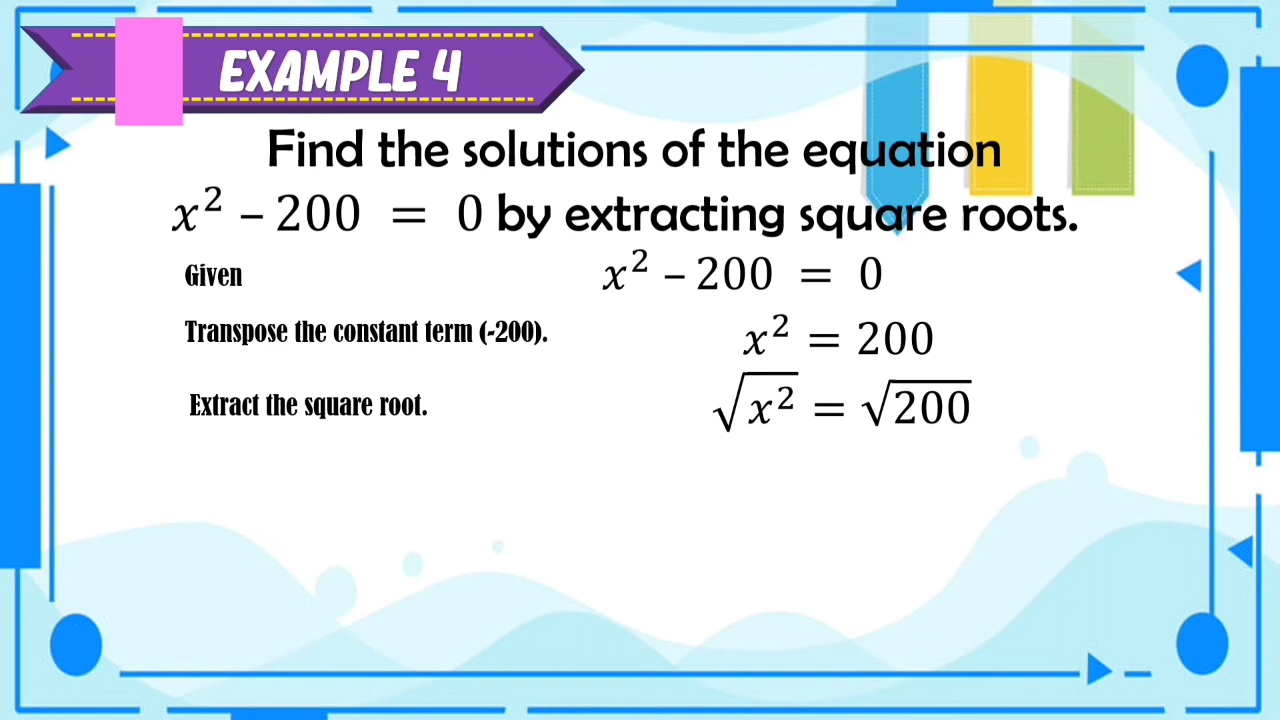 EXAMPLE 4
Find the solutions of the equation
x² – 200 = 0 by extracting square roots.
Given x² – 200 = 0
Transpose the constant term (-200). x² = 200
Extract the square root. √x² = √200